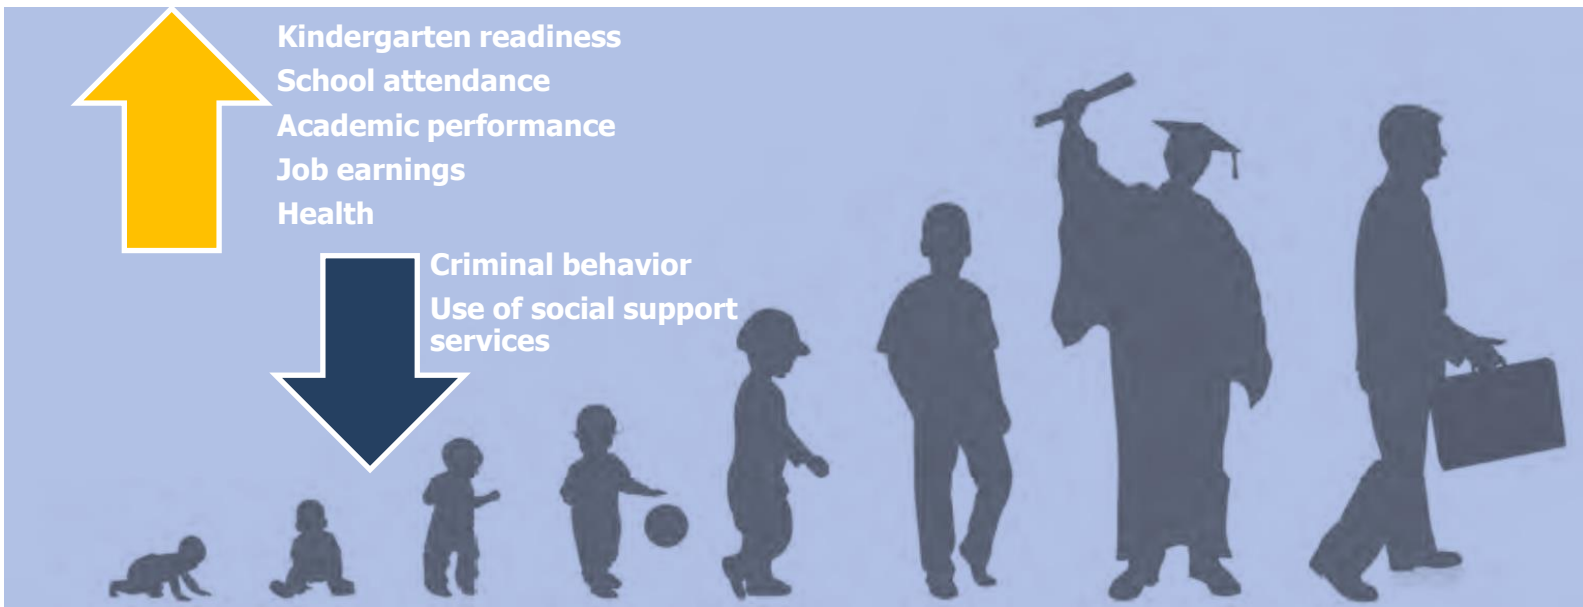 Kindergarten readiness
School attendance
Academic performance
Job earnings
Health
Criminal behavior
Use of social support
services